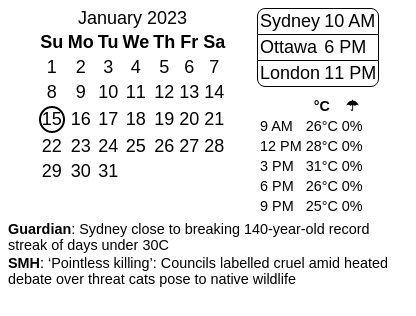 January 2023
Su Mo Tu We Th Fr Sa
1 2 3 4 5 6 7
8 9 10 11 12 13 14
15 16 17 18 19 20 21
22 23 24 25 26 27 28
29 30 31
Sydney 10 AM
Ottawa 6 PM
London 11 PM
°C ☂
9 AM 26°C 0%
12 PM 28°C 0%
3 PM 31°C 0%
6 PM 26°C 0%
9 PM 25°C 0%
Guardian: Sydney close to breaking 140-year-old record
streak of days under 30C
SMH: ‘Pointless killing’: Councils labelled cruel amid heated
debate over threat cats pose to native wildlife